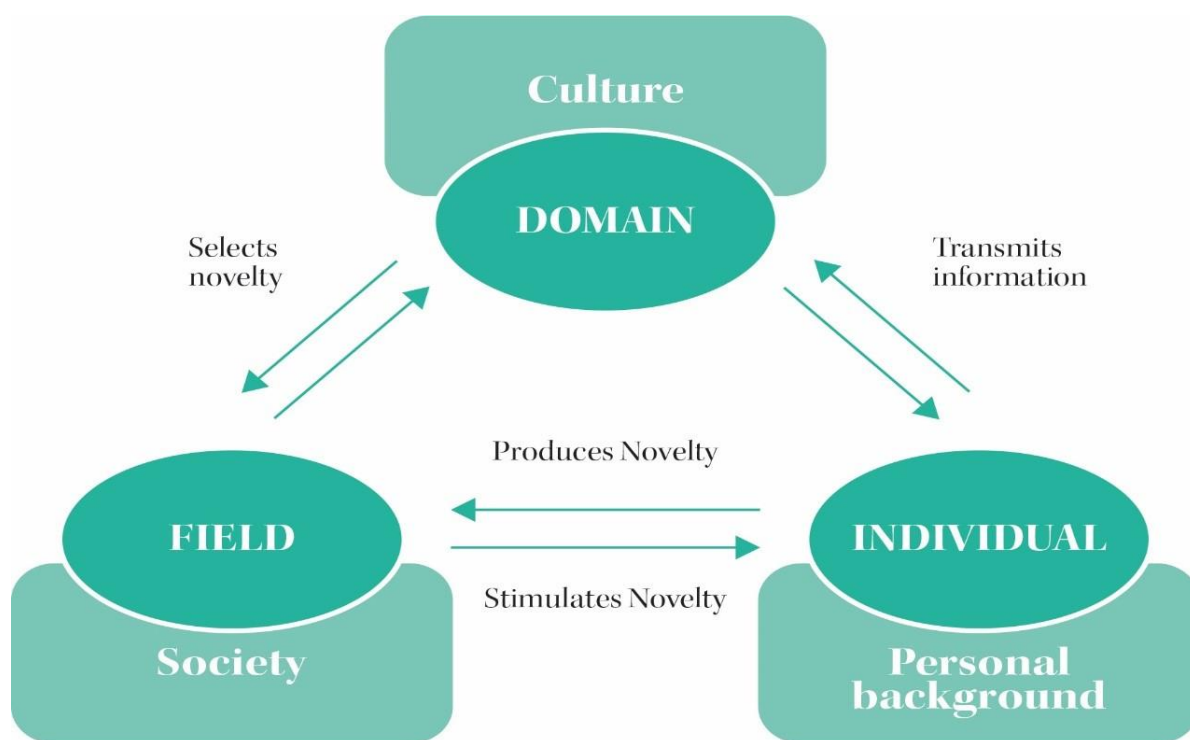 Culture
DOMAIN
Selects
novelty
Transmits
information
Produces Novelty
FIELD
INDIVIDUAL
Stimulates Novelty
Society
Personal
background